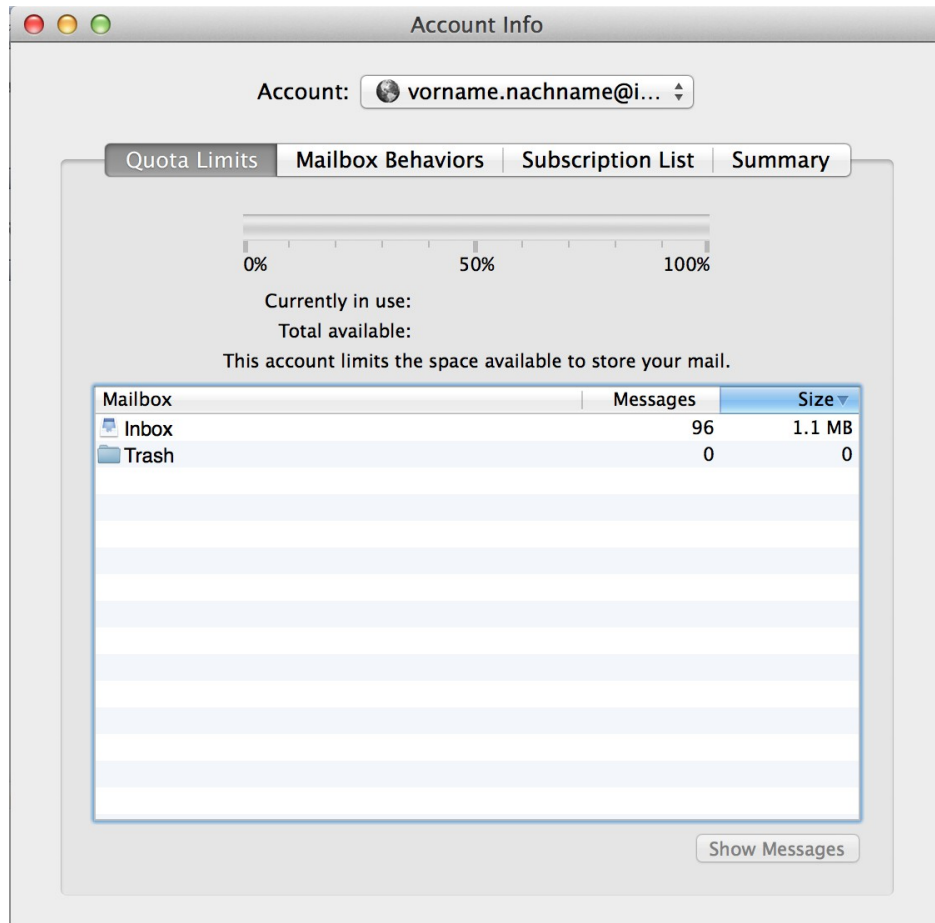 Account Info
Account: vorname.nachname@i...
Quota Limits Mailbox Behaviors Subscription List Summary
0% 50% 100%
Currently in use:
Total available:
This account limits the space available to store your mail.
Mailbox Messages Size
Inbox 96 1.1 MB
Trash 0 0
Show Messages